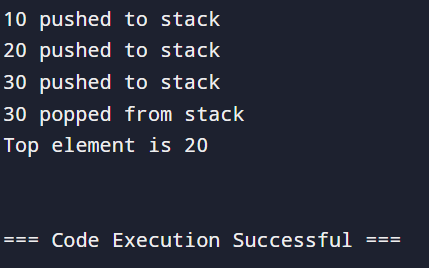 10 pushed to stack
20 pushed to stack
30 pushed to stack
30 popped from stack
Top element is 20
=== Code Execution Successful ===